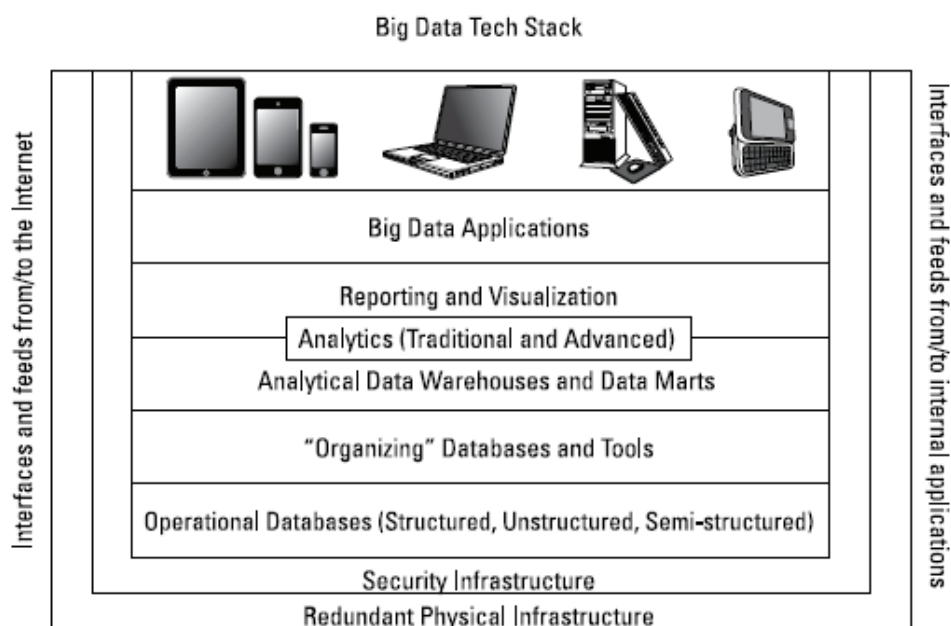 Big Data Tech Stack
Interfaces and feeds from/to the Internet
Interfaces and feeds from/to internal applications
Big Data Applications
Reporting and Visualization
Analytics (Traditional and Advanced)
Analytical Data Warehouses and Data Marts
“Organizing” Databases and Tools
Operational Databases (Structured, Unstructured, Semi-structured)
Security Infrastructure
Redundant Physical Infrastructure